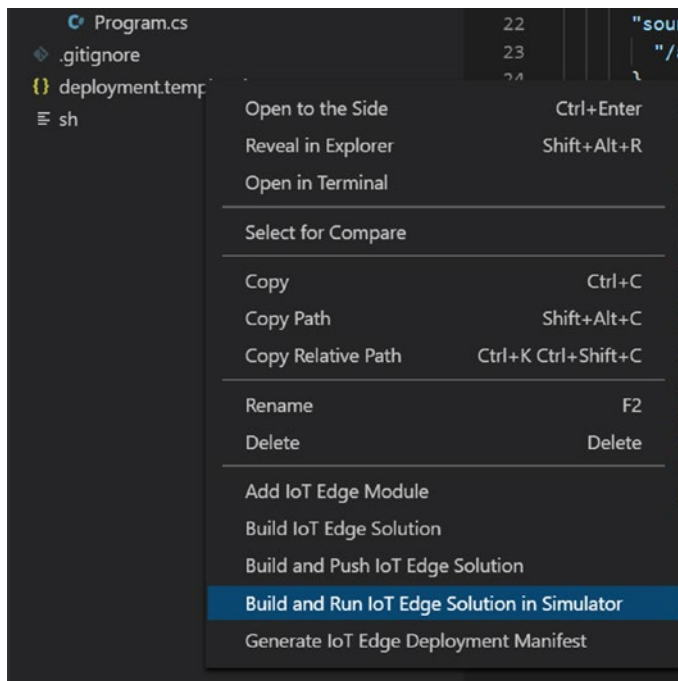 Program.cs
.gitignore
deployment.temp
sh
22 "sou
23 "/
24 }
Open to the Side Ctrl+Enter
Reveal in Explorer Shift+Alt+R
Open in Terminal
Select for Compare
Copy Ctrl+C
Copy Path Shift+Alt+C
Copy Relative Path Ctrl+K Ctrl+Shift+C
Rename F2
Delete Delete
Add IoT Edge Module
Build IoT Edge Solution
Build and Push IoT Edge Solution
Build and Run IoT Edge Solution in Simulator
Generate IoT Edge Deployment Manifest